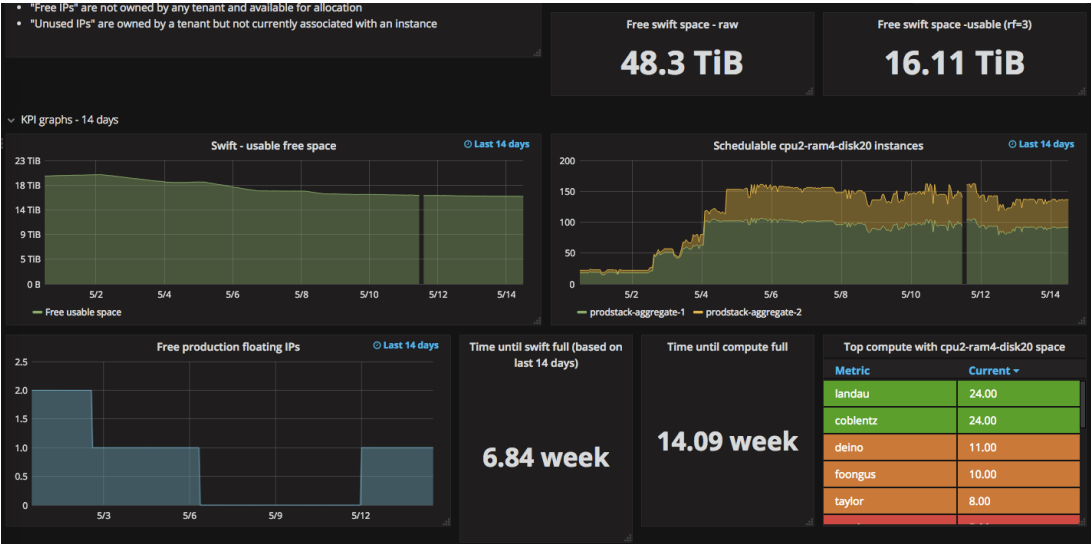 • "Free IPs" are not owned by any tenant and available for allocation
• "Unused IPs" are owned by a tenant but not currently associated with an instance
Free swift space - raw
48.3 TiB
Free swift space -usable (rf=3)
16.11 TiB
KPI graphs - 14 days
Swift - usable free space
Last 14 days
23 TiB
18 TiB
14 TiB
9 TiB
5 TiB
0 B
5/2 5/4 5/6 5/8 5/10 5/12 5/14
Free usable space
Schedulable cpu2-ram4-disk20 instances
Last 14 days
200
150
100
50
0
5/2 5/4 5/6 5/8 5/10 5/12 5/14
prodstack-aggregate-1 prodstack-aggregate-2
Free production floating IPs
Last 14 days
2.5
2.0
1.5
1.0
0.5
0
5/3 5/6 5/9 5/12
Time until swift full (based on
last 14 days)
6.84 week
Time until compute full
14.09 week
Top compute with cpu2-ram4-disk20 space
Metric Current
landau 24.00
coblentz 24.00
deino 11.00
foongus 10.00
taylor 8.00